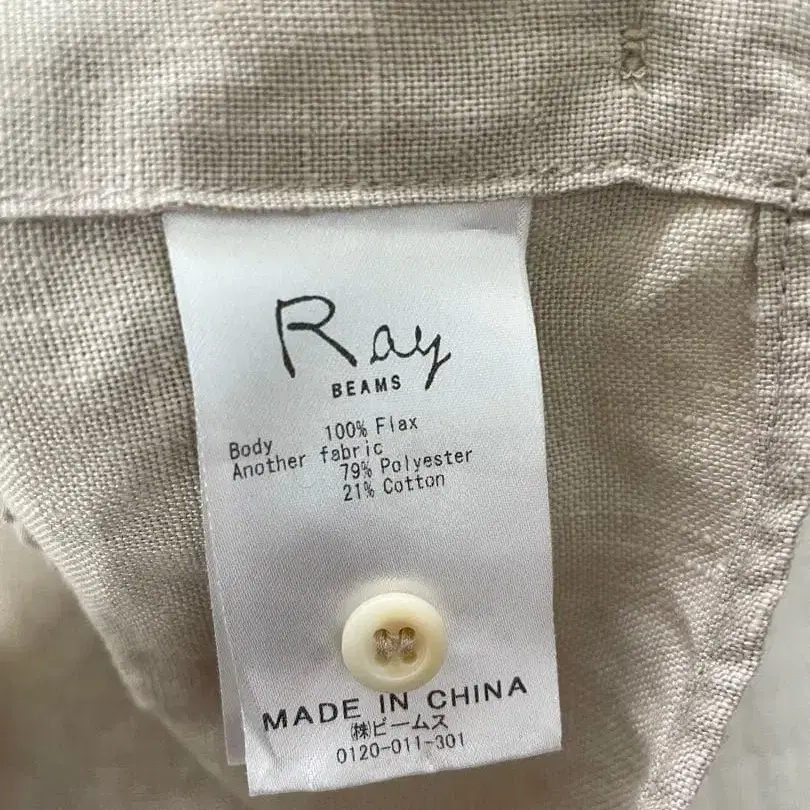 Ray
BEAMS
Body 100% Flax
Another fabric
79% Polyester
21% Cotton
MADE IN CHINA
㈱ビームス
0120-011-301